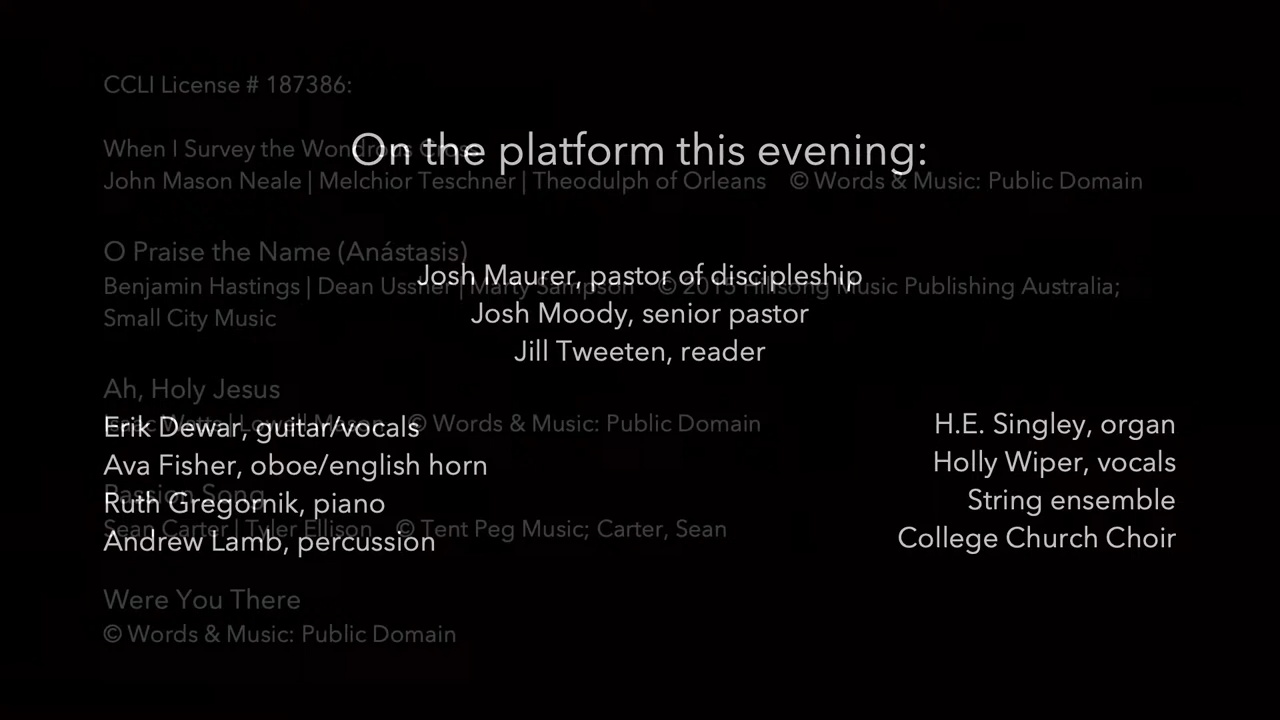 CCLI License # 187386:
When I Survey the Wondrous Cross
On the platform this evening:
John Mason Neale | Melchior Teschner | Theodulph of Orleans © Words & Music: Public Domain
O Praise the Name (Anástasis)
Josh Maurer, pastor of discipleship
Benjamin Hastings | Dean Ussher | Marty Sampson © 2015 Hillsong Music Publishing Australia;
Josh Moody, senior pastor
Small City Music
Jill Tweeten, reader
Ah, Holy Jesus
Isaac Watts | Lowell Mason © Words & Music: Public Domain
Erik Dewar, guitar/vocals
H.E. Singley, organ
Ava Fisher, oboe/english horn
Holly Wiper, vocals
Passion Song
Ruth Gregornik, piano
String ensemble
Sean Carter | Tyler Ellison © Tent Peg Music; Carter, Sean
Andrew Lamb, percussion
College Church Choir
Were You There
© Words & Music: Public Domain